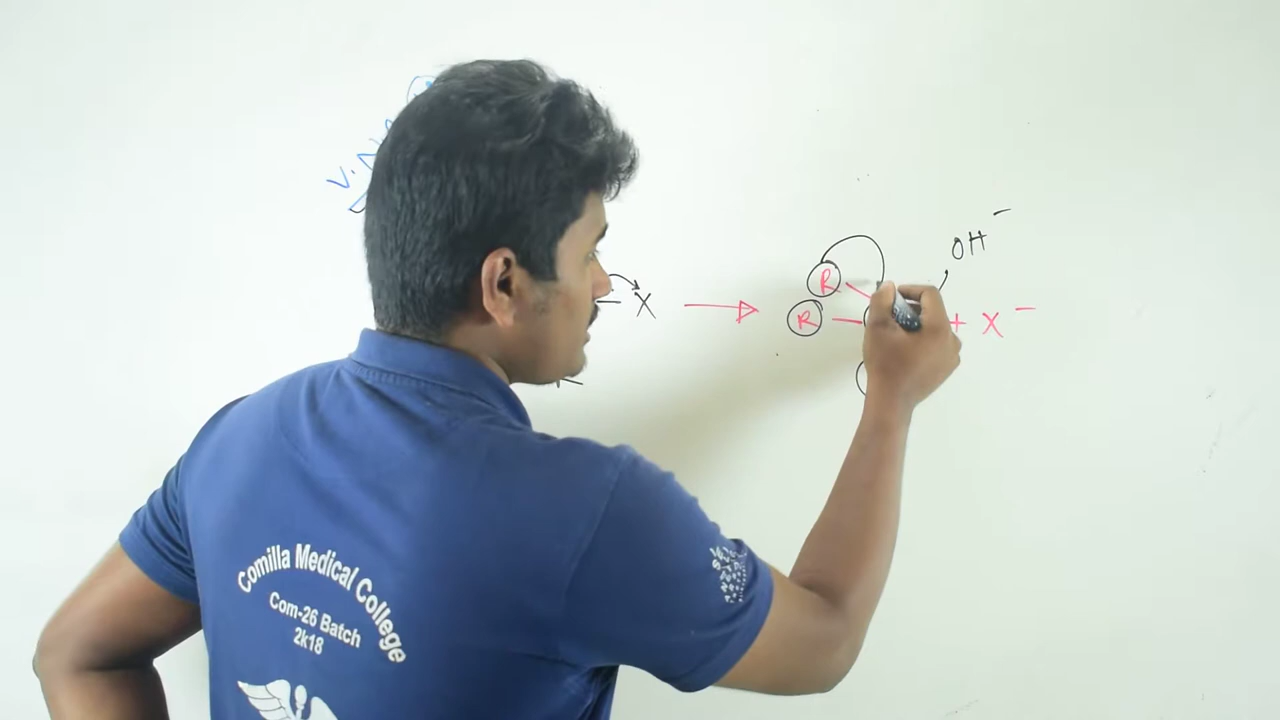 V.
OH⁻
R
— X → R — + X⁻
Comilla Medical College
Com-26 Batch
2k18